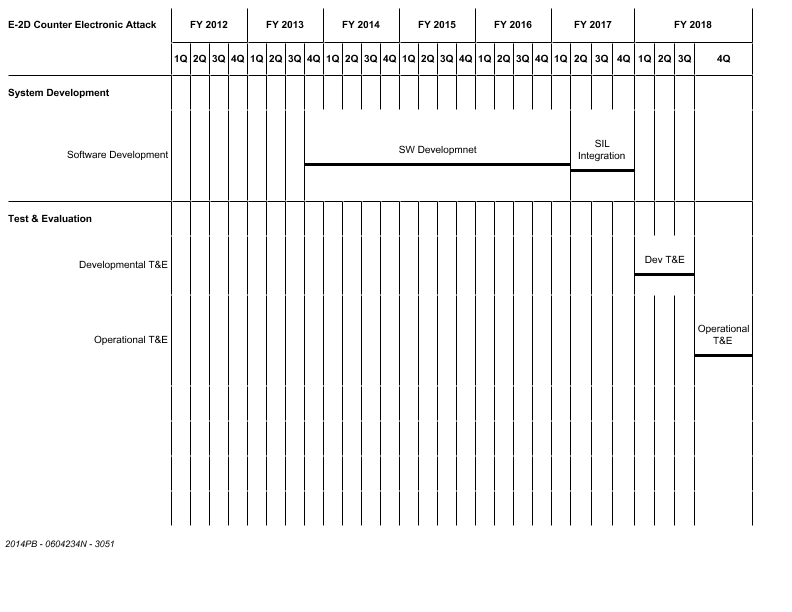 E-2D Counter Electronic Attack FY 2012 FY 2013 FY 2014 FY 2015 FY 2016 FY 2017 FY 2018
1Q 2Q 3Q 4Q 1Q 2Q 3Q 4Q 1Q 2Q 3Q 4Q 1Q 2Q 3Q 4Q 1Q 2Q 3Q 4Q 1Q 2Q 3Q 4Q 1Q 2Q 3Q 4Q
System Development
Software Development SW Developmnet SIL
Integration
Test & Evaluation
Developmental T&E Dev T&E
Operational T&E Operational
T&E
2014PB - 0604234N - 3051